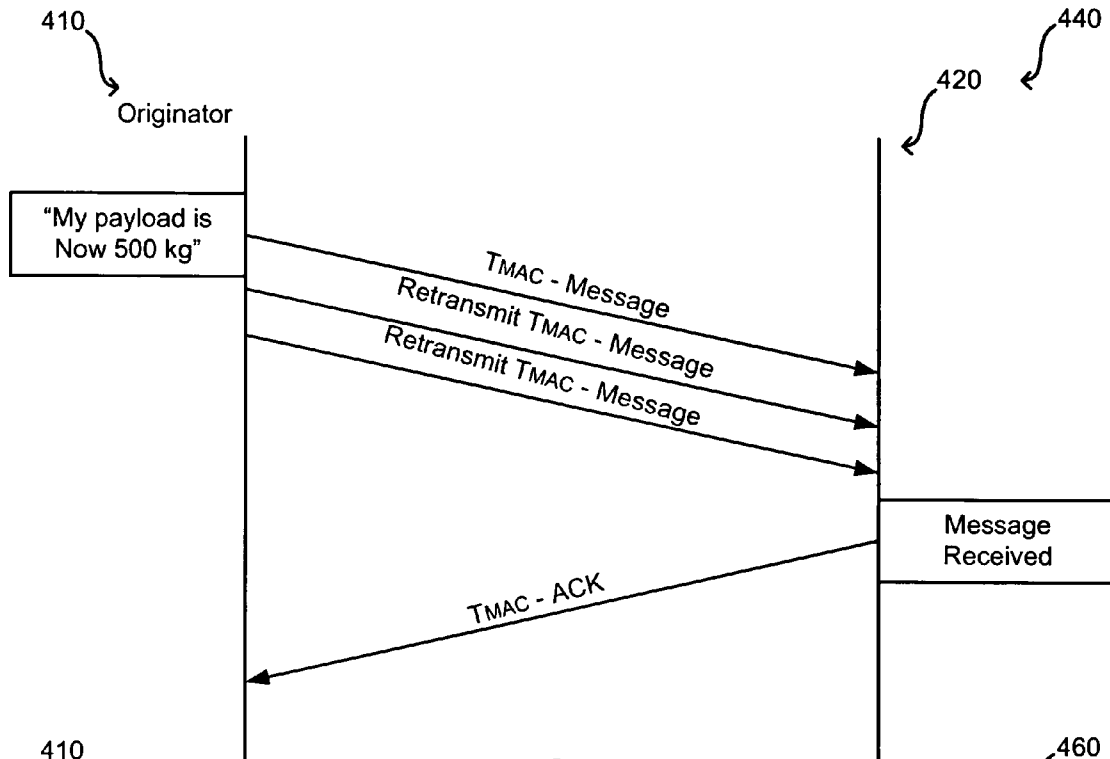 410
440
420
Originator
“My payload is
Now 500 kg”
TMAC - Message
Retransmit TMAC - Message
Retransmit TMAC - Message
Message
Received
TMAC - ACK
410
460